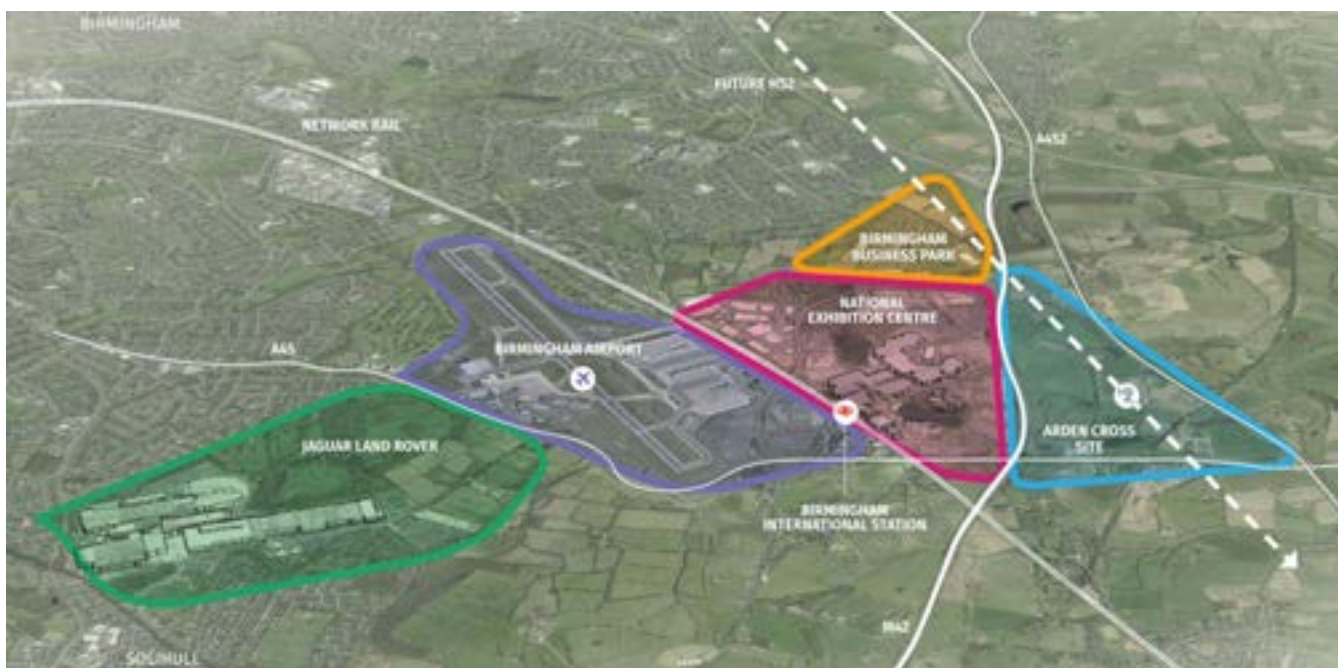 BIRMINGHAM
FUTURE HS2
NETWORK RAIL
A452
BIRMINGHAM
BUSINESS PARK
NATIONAL
EXHIBITION CENTRE
A45
BIRMINGHAM AIRPORT
JAGUAR LAND ROVER
ARDEN CROSS
SITE
BIRMINGHAM
INTERNATIONAL STATION
M42
SOLIHULL